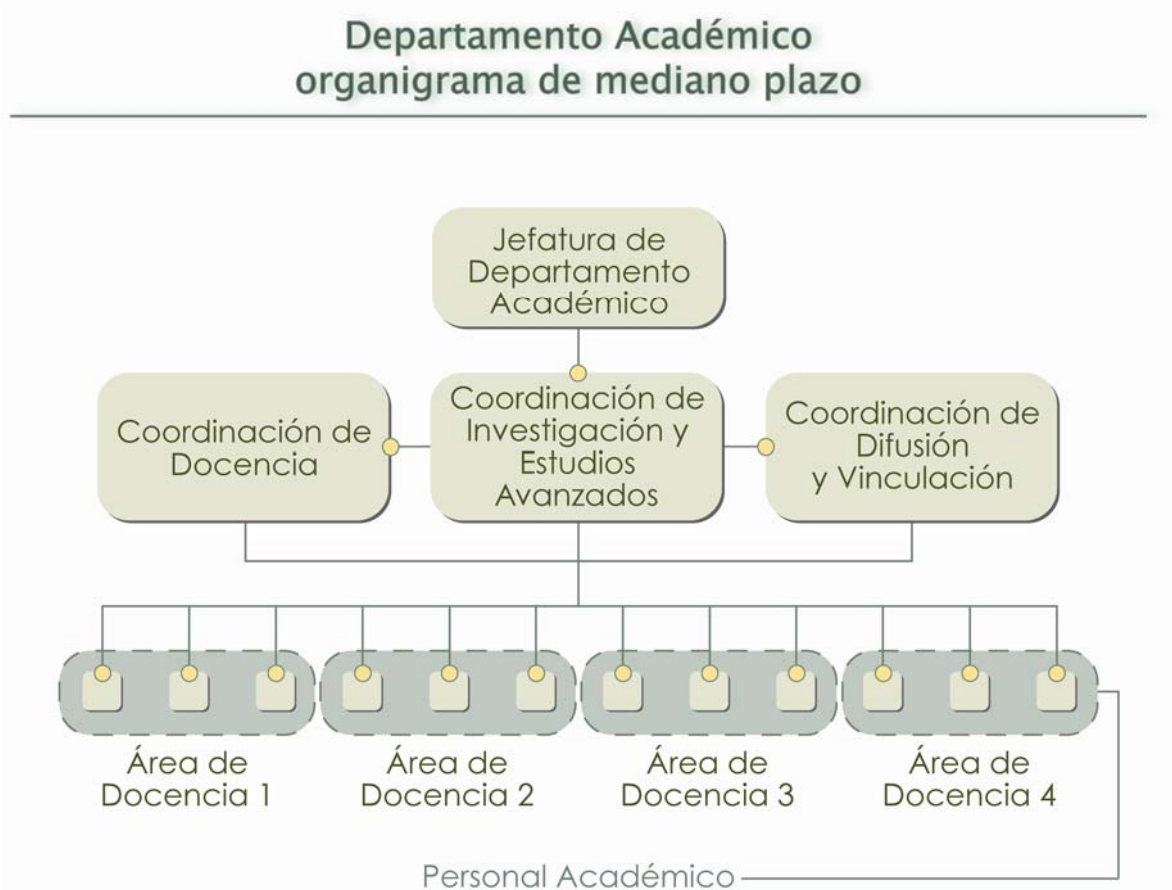 Departamento Académico
organigrama de mediano plazo
Jefatura de
Departamento
Académico
Coordinación de
Docencia
Coordinación de
Investigación y
Estudios
Avanzados
Coordinación de
Difusión
y Vinculación
Área de
Docencia 1
Área de
Docencia 2
Área de
Docencia 3
Área de
Docencia 4
Personal Académico